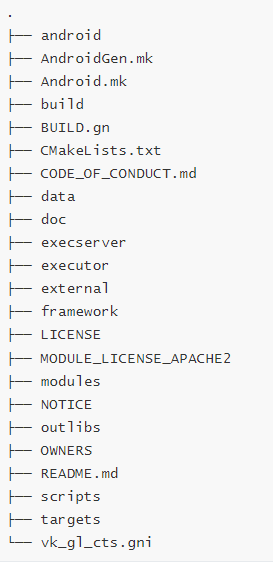 .
├── android
├── AndroidGen.mk
├── Android.mk
├── build
├── BUILD.gn
├── CMakeLists.txt
├── CODE_OF_CONDUCT.md
├── data
├── doc
├── execserver
├── executor
├── external
├── framework
├── LICENSE
├── MODULE_LICENSE_APACHE2
├── modules
├── NOTICE
├── outlibs
├── OWNERS
├── README.md
├── scripts
├── targets
└── vk_gl_cts.gni